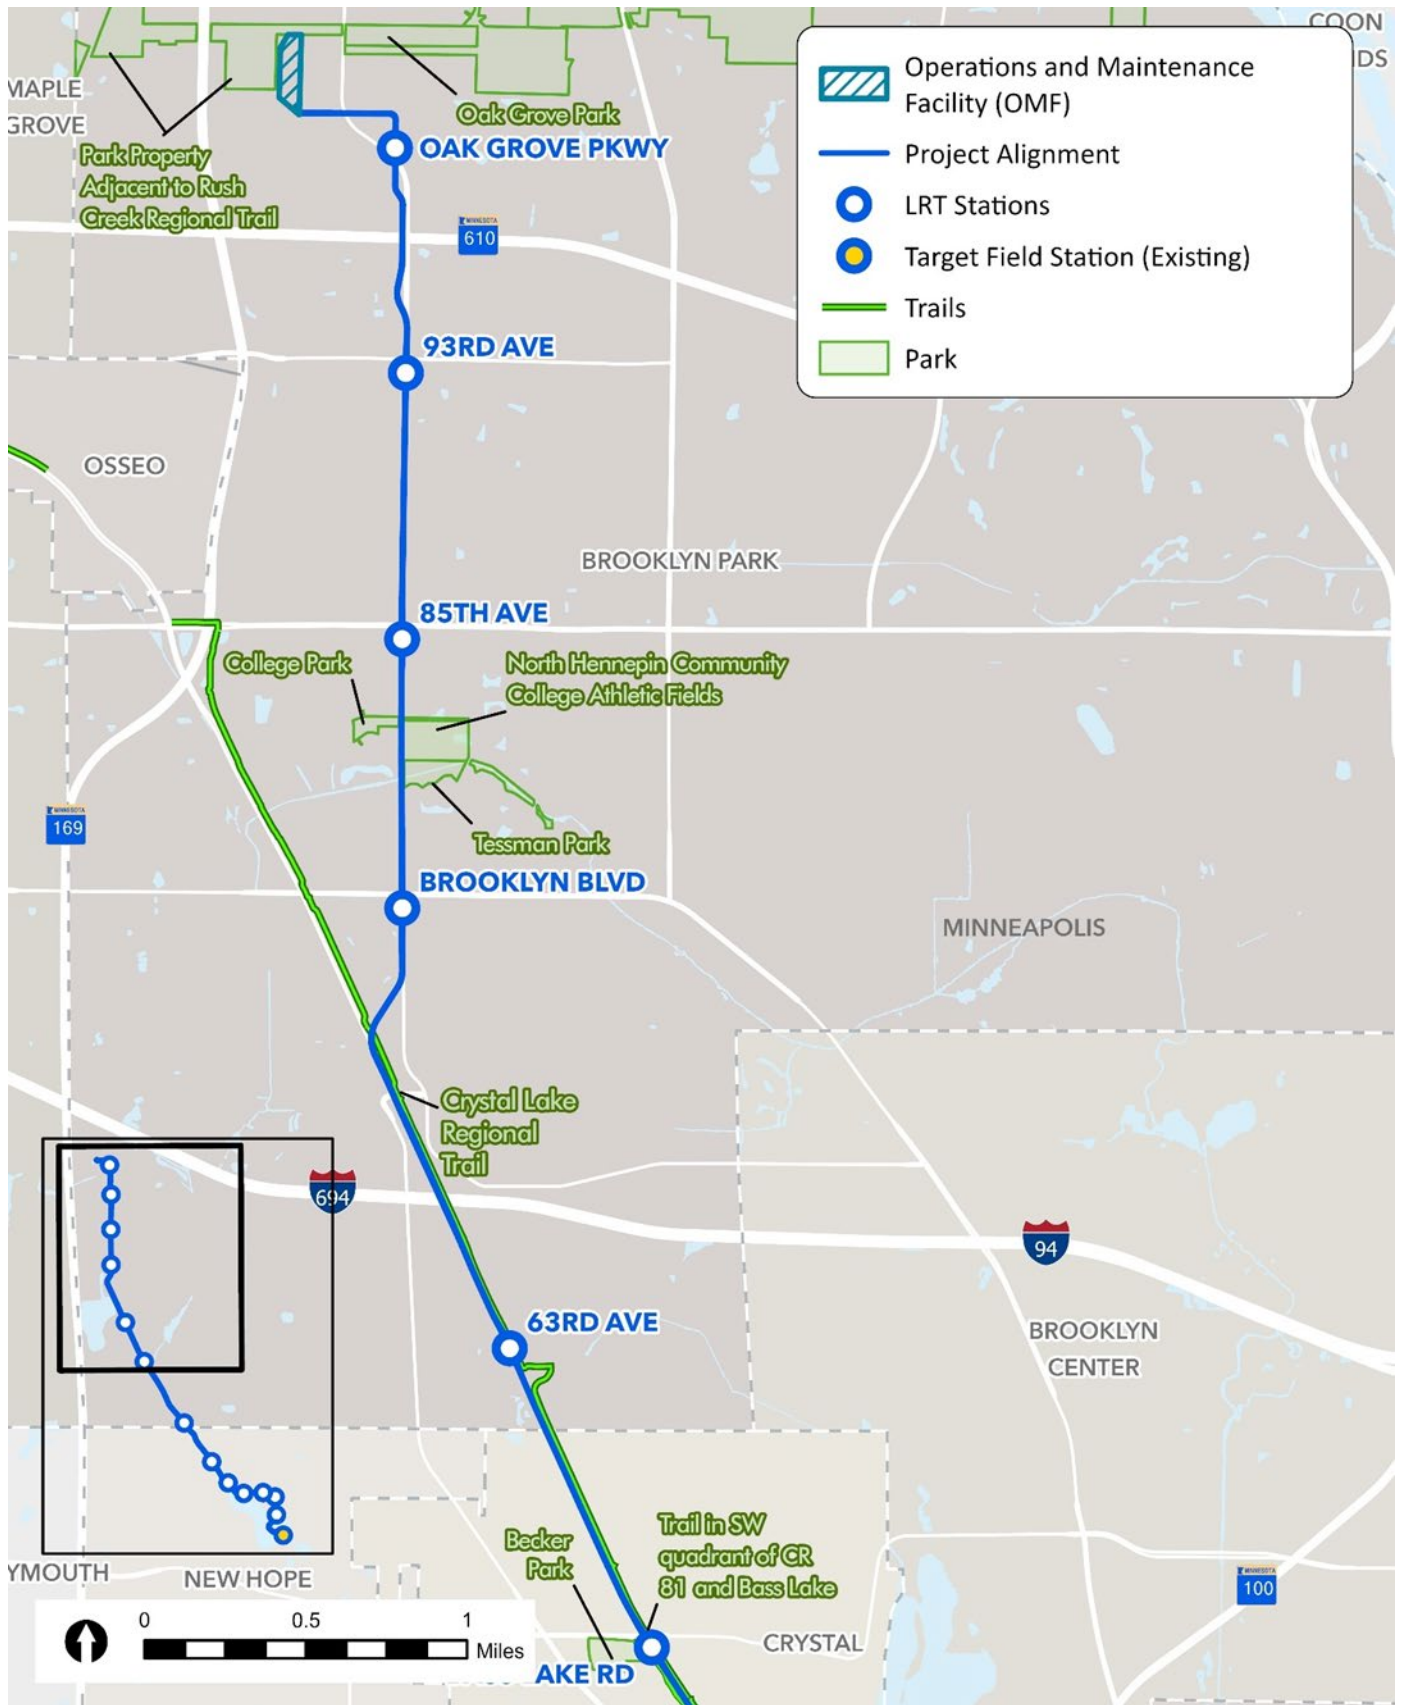 COON
IDS
MAPLE
GROVE
Operations and Maintenance
Facility (OMF)
Project Alignment
LRT Stations
Target Field Station (Existing)
Trails
Park
Oak Grove Park
OAK GROVE PKWY
Park Property
Adjacent to Rush
Creek Regional Trail
MINNESOTA
610
93RD AVE
OSSEO
BROOKLYN PARK
85TH AVE
College Park
North Hennepin Community
College Athletic Fields
MINNESOTA
169
Tessman Park
BROOKLYN BLVD
MINNEAPOLIS
Crystal Lake
Regional
Trail
694
94
63RD AVE
BROOKLYN
CENTER
Becker
Park
Trail in SW
quadrant of CR
81 and Bass Lake
YMOUTH
NEW HOPE
MINNESOTA
100
0 0.5 1
Miles
CRYSTAL
AKE RD